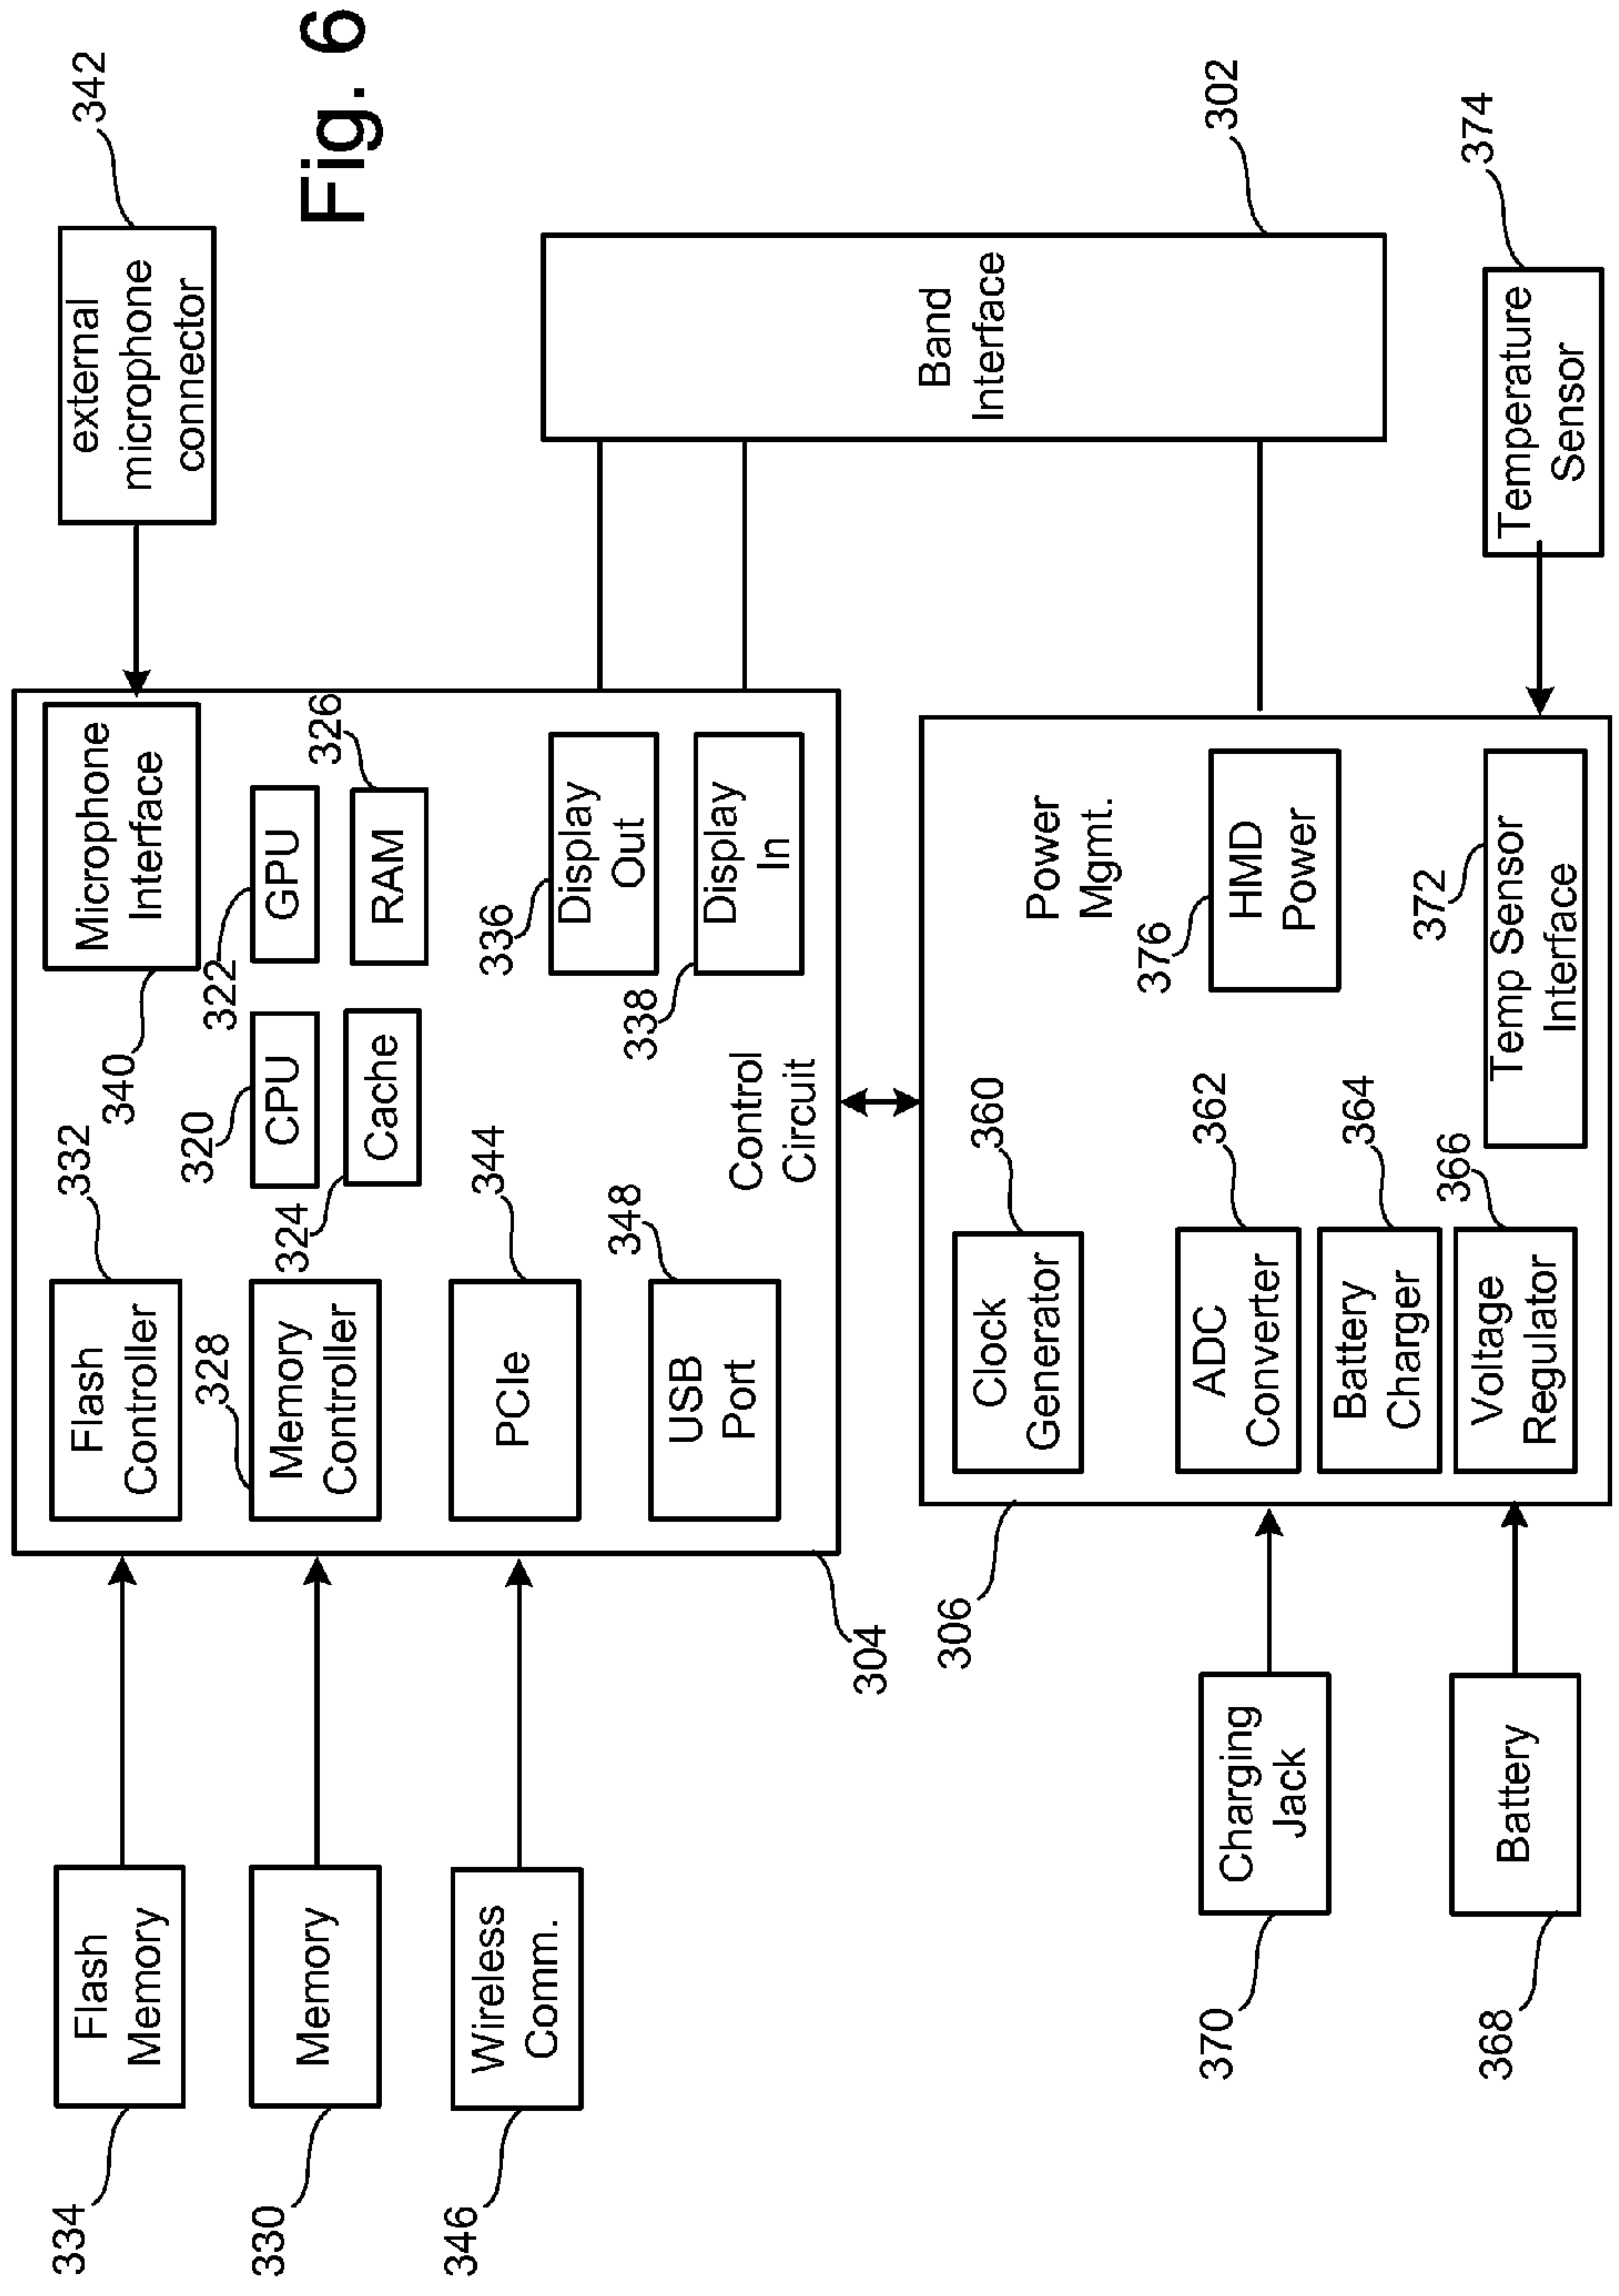 Fig. 6
342
external
microphone
connector
Flash
Memory
334
Flash
Controller
332
Microphone
Interface
340
Memory
330
Memory
Controller
328
CPU
320
GPU
322
Cache
324
RAM
326
Wireless
Comm.
346
PCIe
344
Display
Out
336
USB
Port
348
Display
In
338
Control
Circuit
304
Band
Interface
302
306
Clock
Generator
360
Power
Mgmt.
Charging
Jack
370
ADC
Converter
362
HMD
Power
376
Battery
Charger
364
Battery
368
Voltage
Regulator
366
Temp Sensor
Interface
372
Temperature
Sensor
374